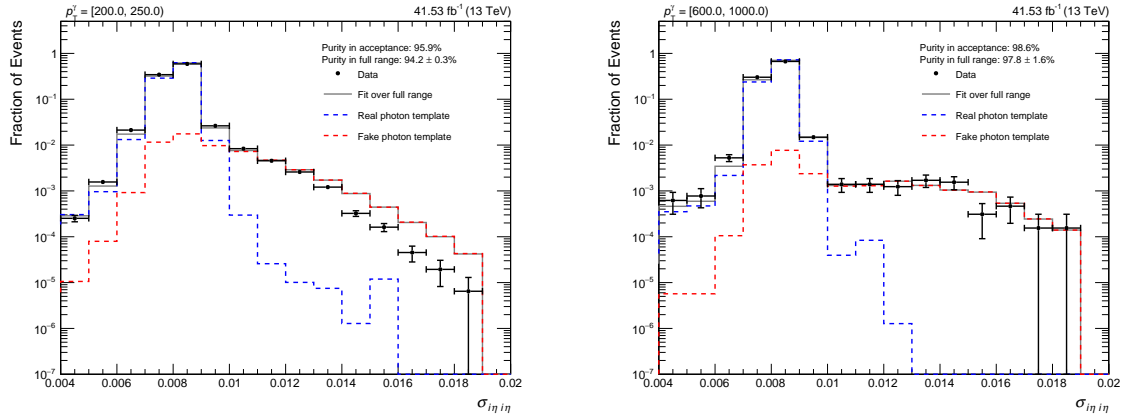 p_T^γ = [200.0, 250.0] 41.53 fb⁻¹ (13 TeV)
Fraction of Events
Purity in acceptance: 95.9%
Purity in full range: 94.2 ± 0.3%
Data
Fit over full range
Real photon template
Fake photon template
1
10⁻¹
10⁻²
10⁻³
10⁻⁴
10⁻⁵
10⁻⁶
10⁻⁷
0.004 0.006 0.008 0.01 0.012 0.014 0.016 0.018 0.02
σ_{iη iη}
p_T^γ = [600.0, 1000.0] 41.53 fb⁻¹ (13 TeV)
Fraction of Events
Purity in acceptance: 98.6%
Purity in full range: 97.8 ± 1.6%
Data
Fit over full range
Real photon template
Fake photon template
1
10⁻¹
10⁻²
10⁻³
10⁻⁴
10⁻⁵
10⁻⁶
10⁻⁷
0.004 0.006 0.008 0.01 0.012 0.014 0.016 0.018 0.02
σ_{iη iη}